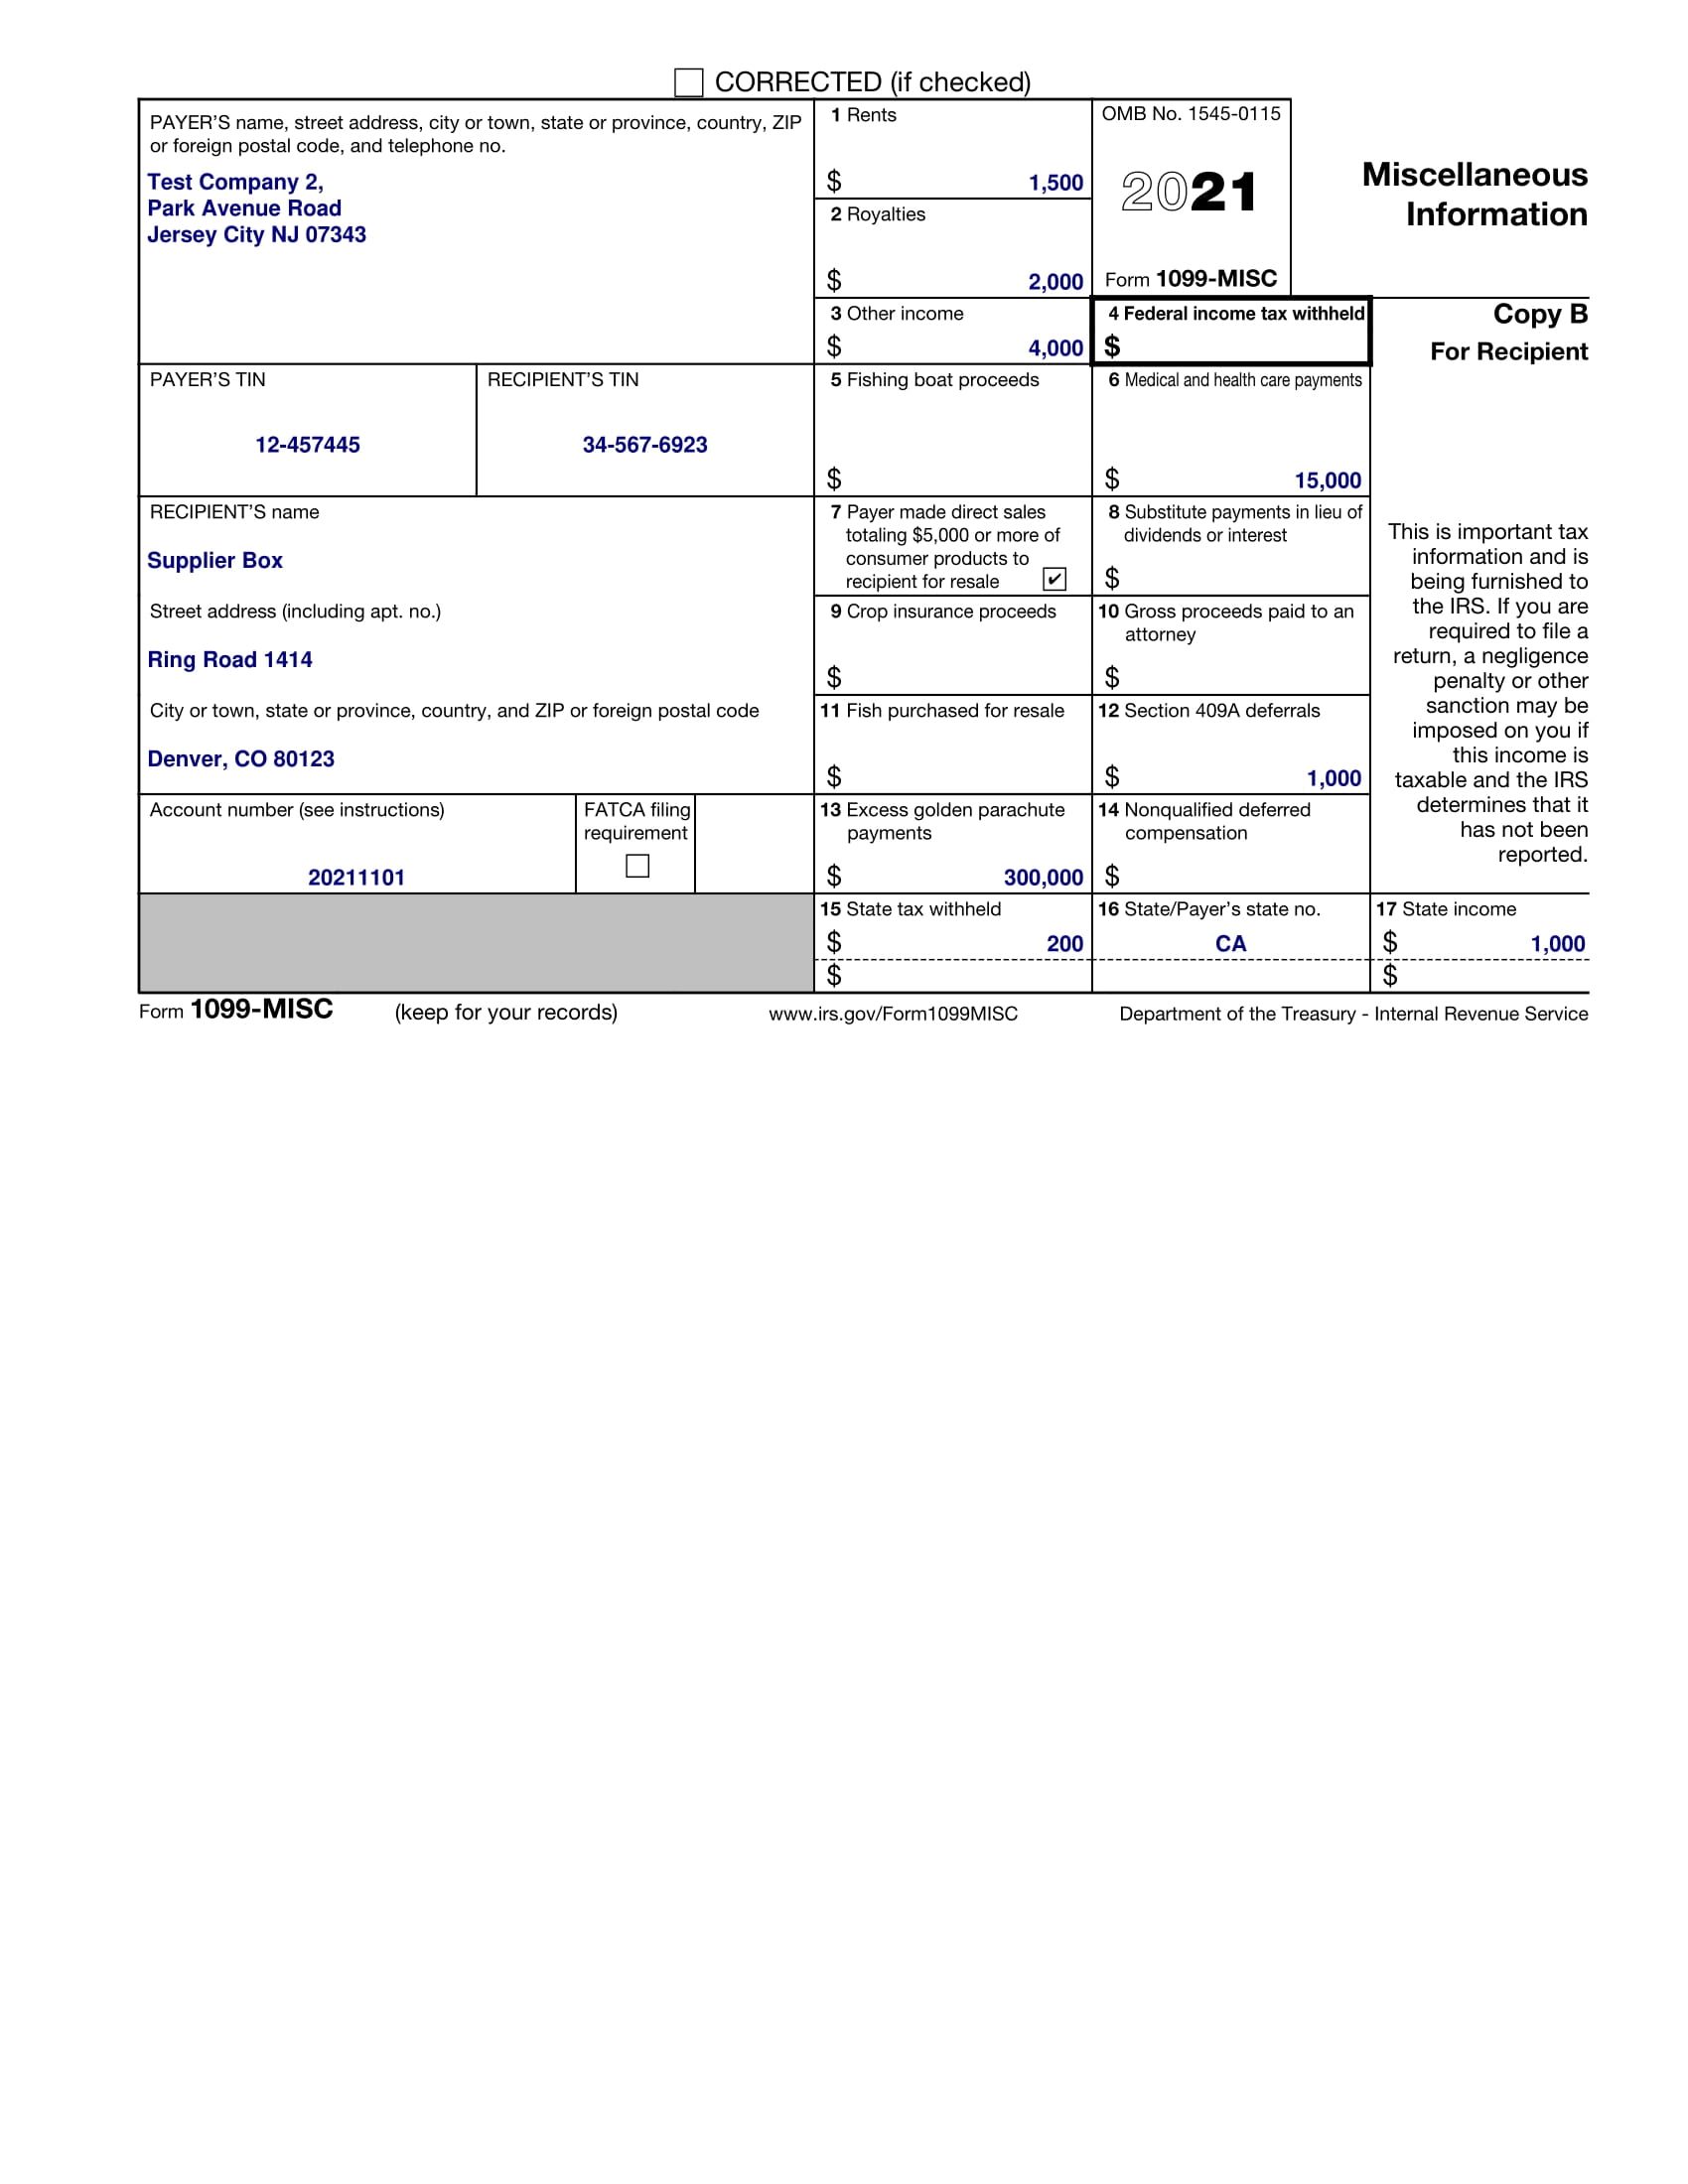 CORRECTED (if checked)
PAYER'S name, street address, city or town, state or province, country, ZIP
or foreign postal code, and telephone no.
Test Company 2,
Park Avenue Road
Jersey City NJ 07343
1 Rents
$ 1,500
2 Royalties
$ 2,000
OMB No. 1545-0115
2021
Form 1099-MISC
Miscellaneous
Information
3 Other income
$ 4,000
4 Federal income tax withheld
$
Copy B
For Recipient
PAYER'S TIN
12-457445
RECIPIENT'S TIN
34-567-6923
5 Fishing boat proceeds
$
6 Medical and health care payments
$ 15,000
RECIPIENT'S name
Supplier Box
Street address (including apt. no.)
Ring Road 1414
City or town, state or province, country, and ZIP or foreign postal code
Denver, CO 80123
7 Payer made direct sales
totaling $5,000 or more of
consumer products to
recipient for resale ✔
8 Substitute payments in lieu of
dividends or interest
$
9 Crop insurance proceeds
$
10 Gross proceeds paid to an
attorney
$
11 Fish purchased for resale
$
12 Section 409A deferrals
$ 1,000
This is important tax
information and is
being furnished to
the IRS. If you are
required to file a
return, a negligence
penalty or other
sanction may be
imposed on you if
this income is
taxable and the IRS
determines that it
has not been
reported.
Account number (see instructions)
20211101
FATCA filing
requirement
13 Excess golden parachute
payments
$ 300,000
14 Nonqualified deferred
compensation
$
15 State tax withheld
$ 200
$
16 State/Payer's state no.
CA
17 State income
$ 1,000
$
Form 1099-MISC (keep for your records) www.irs.gov/Form1099MISC Department of the Treasury - Internal Revenue Service